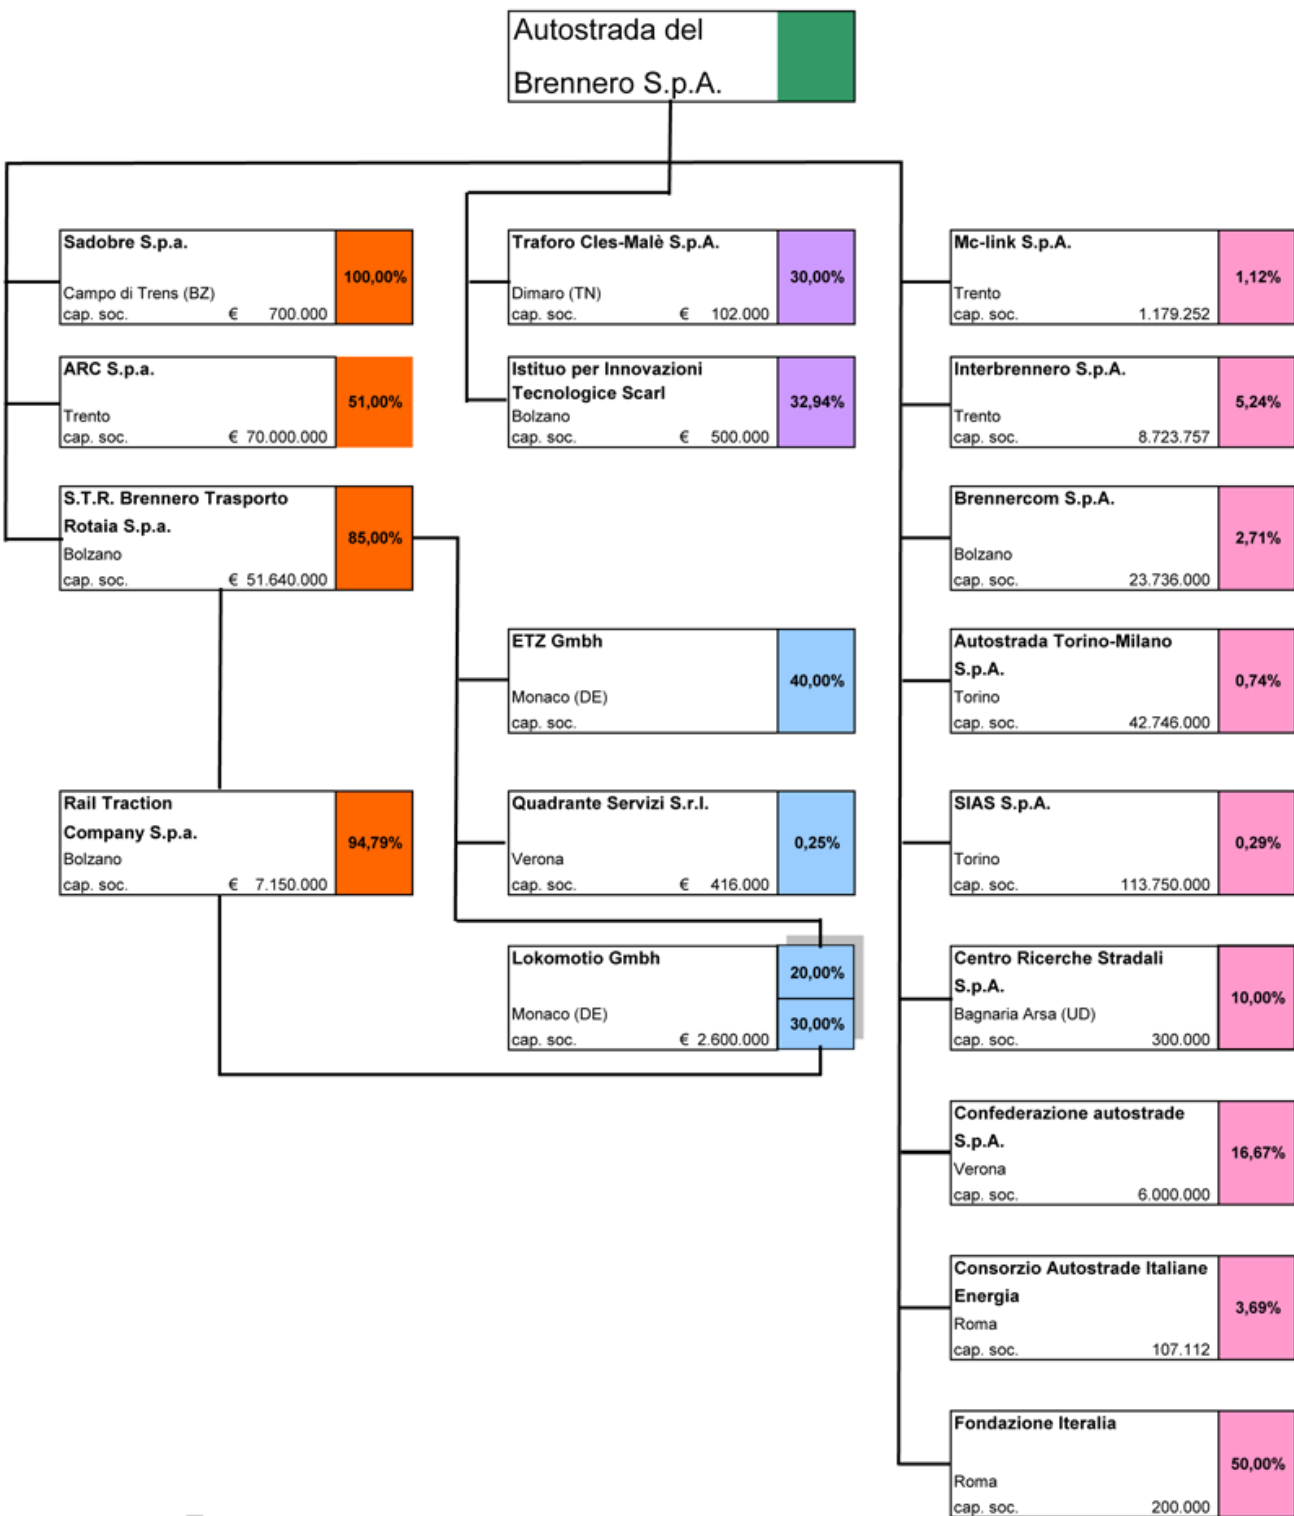 Autostrada del
Brennero S.p.A.
Sadobre S.p.a.
100,00%
Campo di Trens (BZ)
cap. soc. € 700.000
ARC S.p.a.
51,00%
Trento
cap. soc. € 70.000.000
S.T.R. Brennero Trasporto
Rotaia S.p.a.
85,00%
Bolzano
cap. soc. € 51.640.000
Rail Traction
Company S.p.a.
94,79%
Bolzano
cap. soc. € 7.150.000
Traforo Cles-Malè S.p.A.
30,00%
Dimaro (TN)
cap. soc. € 102.000
Istituo per Innovazioni
Tecnologice Scarl
32,94%
Bolzano
cap. soc. € 500.000
ETZ Gmbh
40,00%
Monaco (DE)
cap. soc.
Quadrante Servizi S.r.l.
0,25%
Verona
cap. soc. € 416.000
Lokomotio Gmbh
20,00%
Monaco (DE)
30,00%
cap. soc. € 2.600.000
Mc-link S.p.A.
1,12%
Trento
cap. soc. 1.179.252
Interbrennero S.p.A.
5,24%
Trento
cap. soc. 8.723.757
Brennercom S.p.A.
2,71%
Bolzano
cap. soc. 23.736.000
Autostrada Torino-Milano
S.p.A.
0,74%
Torino
cap. soc. 42.746.000
SIAS S.p.A.
0,29%
Torino
cap. soc. 113.750.000
Centro Ricerche Stradali
S.p.A.
10,00%
Bagnaria Arsa (UD)
cap. soc. 300.000
Confederazione autostrade
S.p.A.
16,67%
Verona
cap. soc. 6.000.000
Consorzio Autostrade Italiane
Energia
3,69%
Roma
cap. soc. 107.112
Fondazione Iteralia
50,00%
Roma
cap. soc. 200.000